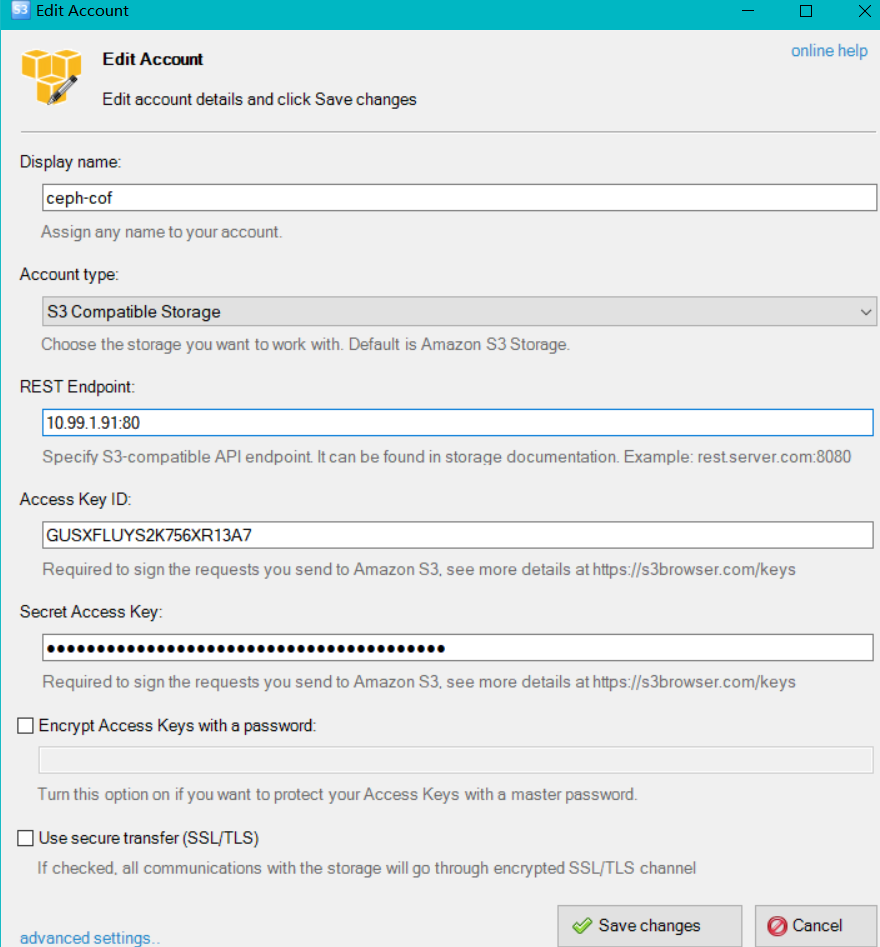 S3 Edit Account
Edit Account
online help
Edit account details and click Save changes
Display name:
ceph-cof
Assign any name to your account.
Account type:
S3 Compatible Storage
Choose the storage you want to work with. Default is Amazon S3 Storage.
REST Endpoint:
10.99.1.91:80
Specify S3-compatible API endpoint. It can be found in storage documentation. Example: rest.server.com:8080
Access Key ID:
GUSXFLUYS2K756XR13A7
Required to sign the requests you send to Amazon S3, see more details at https://s3browser.com/keys
Secret Access Key:
●●●●●●●●●●●●●●●●●●●●●●●●●●●●●●●●●●●●●●●●
Required to sign the requests you send to Amazon S3, see more details at https://s3browser.com/keys
Encrypt Access Keys with a password:
Turn this option on if you want to protect your Access Keys with a master password.
Use secure transfer (SSL/TLS)
If checked, all communications with the storage will go through encrypted SSL/TLS channel
Save changes
Cancel
advanced settings..